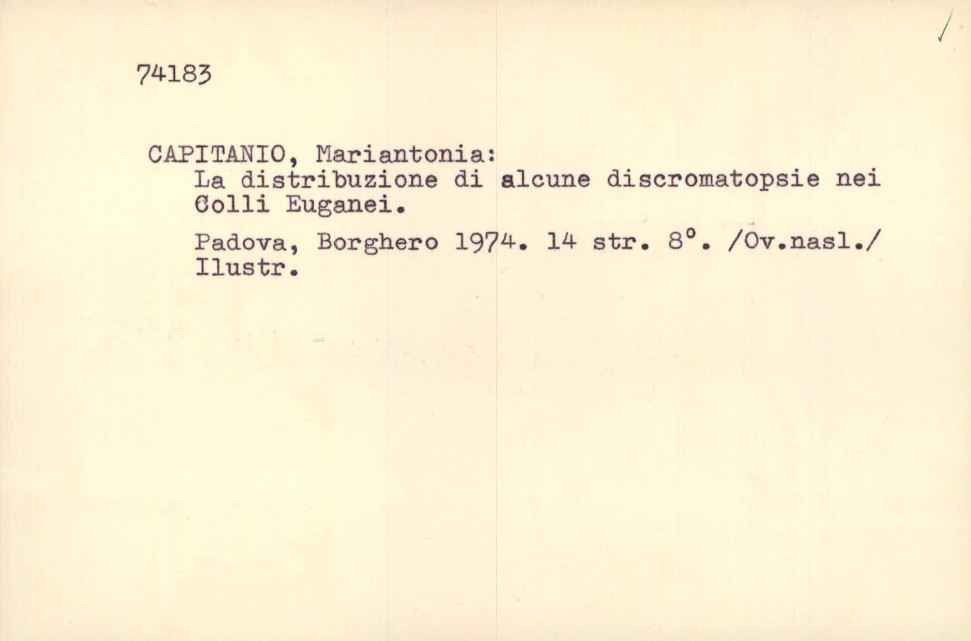 74183
CAPITANIO, Mariantonia:
La distribuzione di alcune discromatopsie nei
Colli Euganei.
Padova, Borghero 1974. 14 str. 8°. /Ov.nasl./
Ilustr.